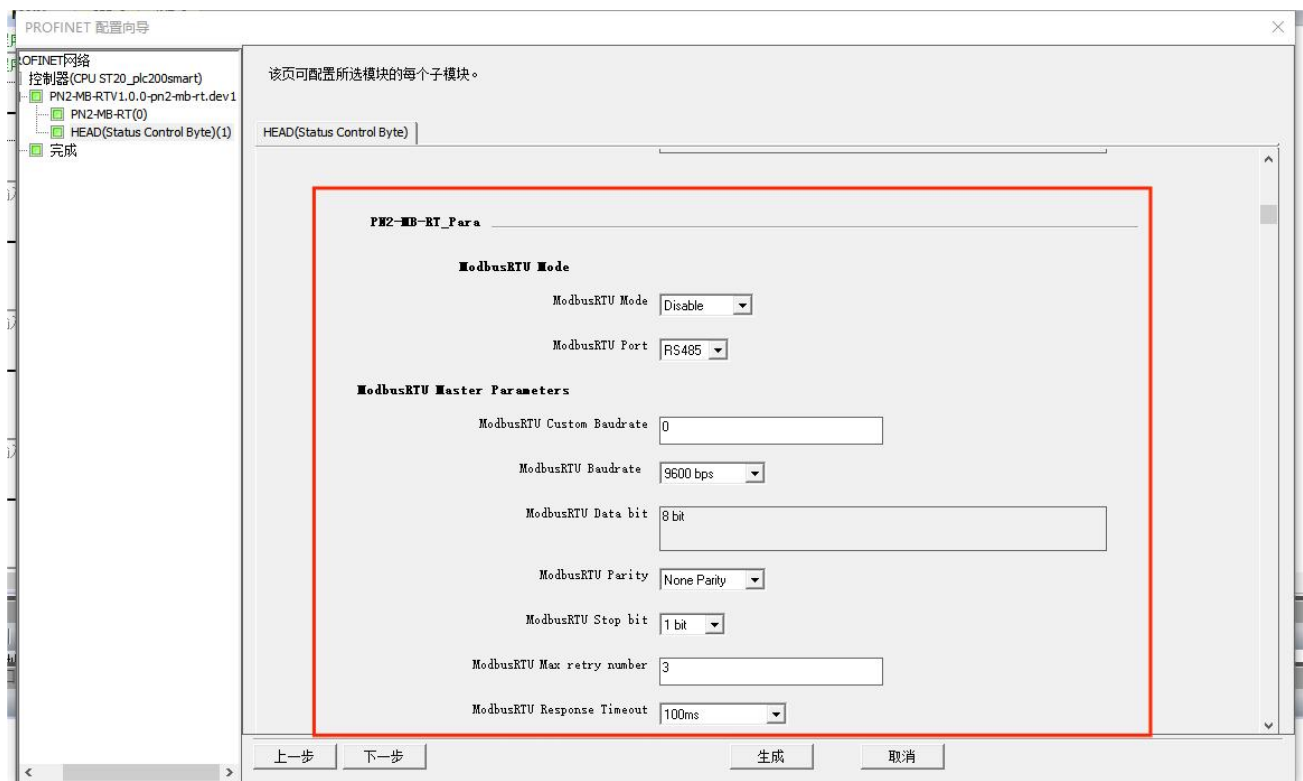 PROFINET 配置向导
OFINET网络
控制器(CPU ST20_plc200smart)
PN2-MB-RTV1.0.0-pn2-mb-rt.dev1
PN2-MB-RT(0)
HEAD(Status Control Byte)(1)
完成
该页可配置所选模块的每个子模块。
HEAD(Status Control Byte)
PN2-MB-RT_Para
ModbusRTU Mode
ModbusRTU Mode Disable
ModbusRTU Port RS485
ModbusRTU Master Parameters
ModbusRTU Custom Baudrate 0
ModbusRTU Baudrate 9600 bps
ModbusRTU Data bit 8 bit
ModbusRTU Parity None Parity
ModbusRTU Stop bit 1 bit
ModbusRTU Max retry number 3
ModbusRTU Response Timeout 100ms
上一步 下一步 生成 取消